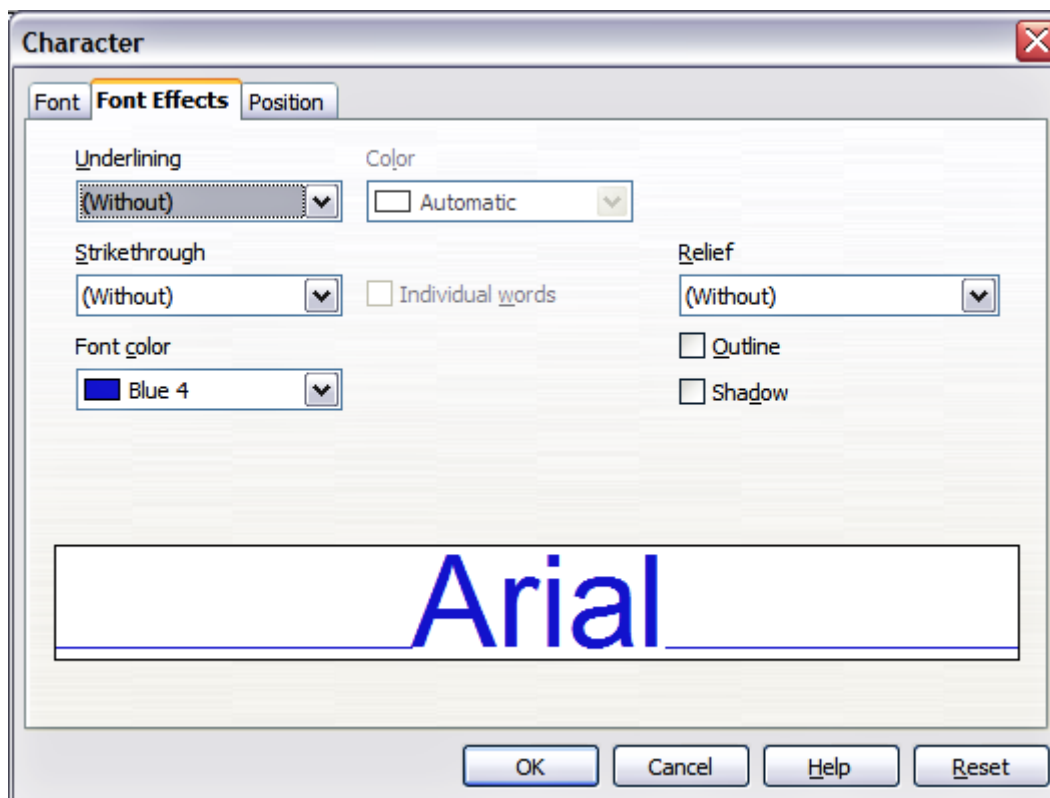 Character
Font Font Effects Position
Underlining Color
(Without) Automatic
Strikethrough Relief
(Without) Individual words (Without)
Font color Outline
Blue 4 Shadow
Arial
OK Cancel Help Reset